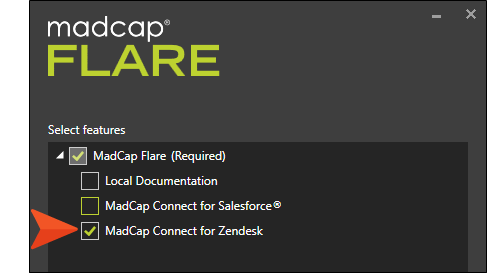 madcap®
FLARE
Select features
MadCap Flare (Required)
Local Documentation
MadCap Connect for Salesforce®
MadCap Connect for Zendesk